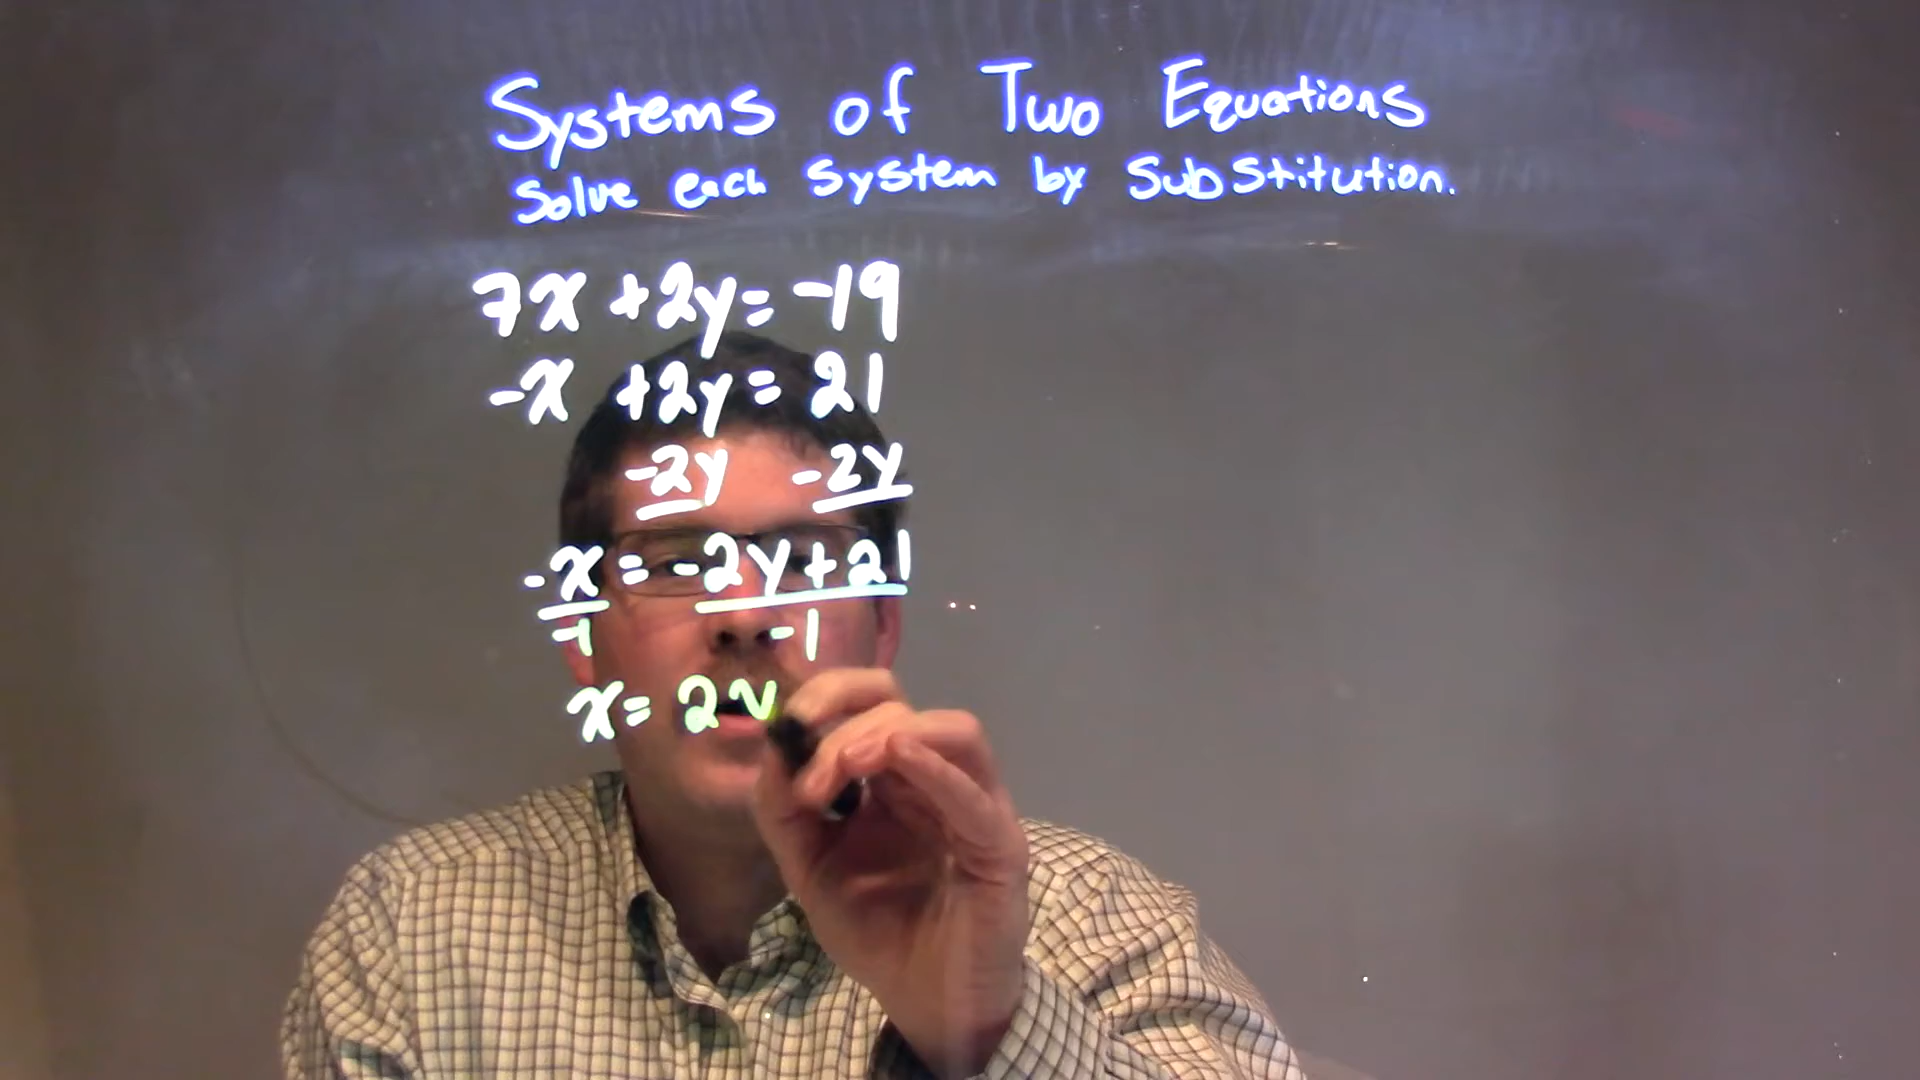 Systems of Two Equations
Solve each system by Substitution.
7x +2y = -19
-x +2y = 21
-2y -2y
-x = -2y + 21
-1 -1
x = 2y